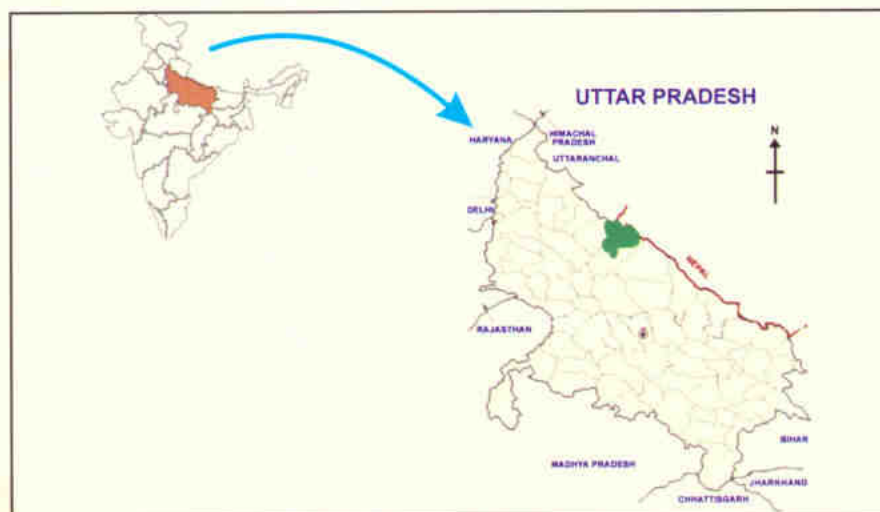 UTTAR PRADESH
N
HARYANA
HIMACHAL
PRADESH
UTTARANCHAL
DELHI
NEPAL
RAJASTHAN
BIHAR
MADHYA PRADESH
JHARKHAND
CHHATTISGARH